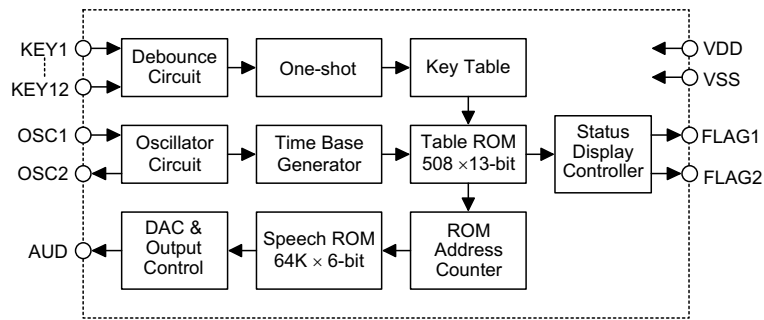 KEY1
KEY12
Debounce
Circuit
One-shot
Key Table
VDD
VSS
OSC1
OSC2
Oscillator
Circuit
Time Base
Generator
Table ROM
508 ×13-bit
Status
Display
Controller
FLAG1
FLAG2
AUD
DAC &
Output
Control
Speech ROM
64K × 6-bit
ROM
Address
Counter